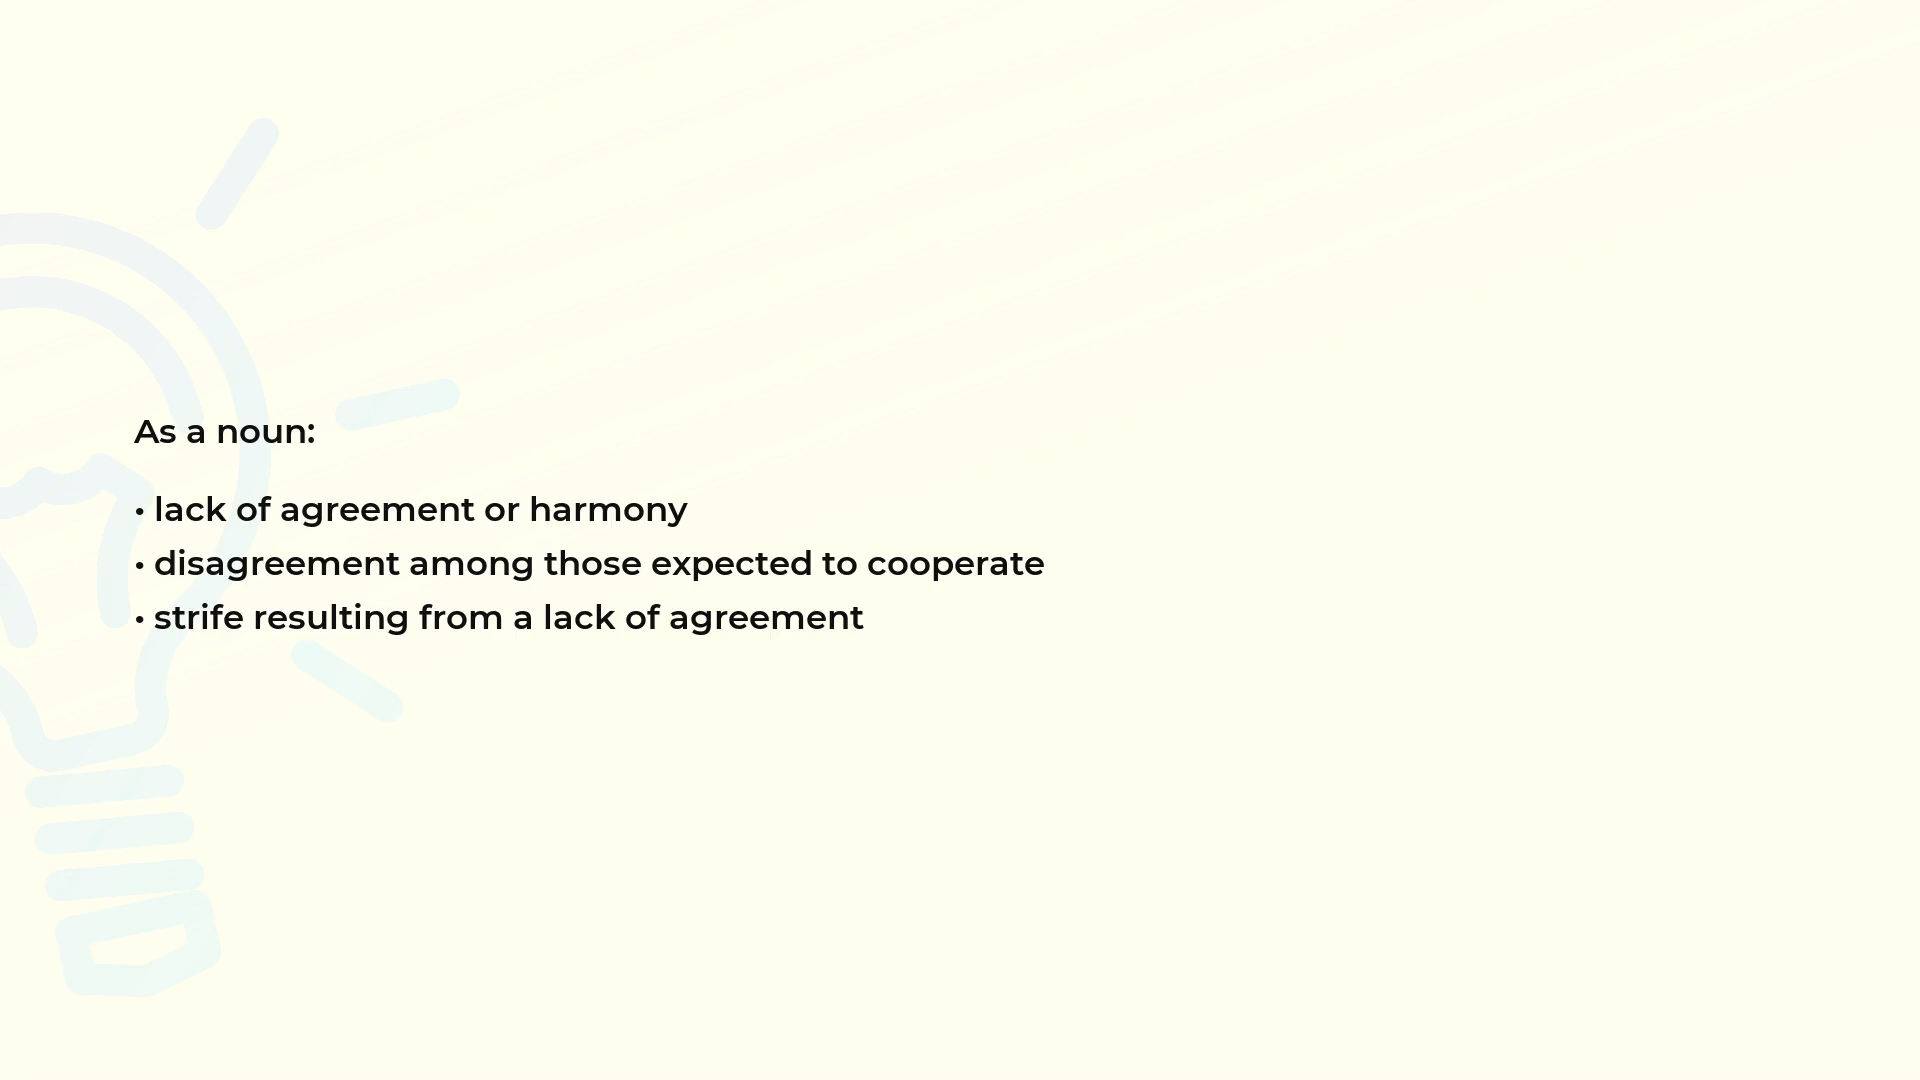 As a noun:
• lack of agreement or harmony
• disagreement among those expected to cooperate
• strife resulting from a lack of agreement